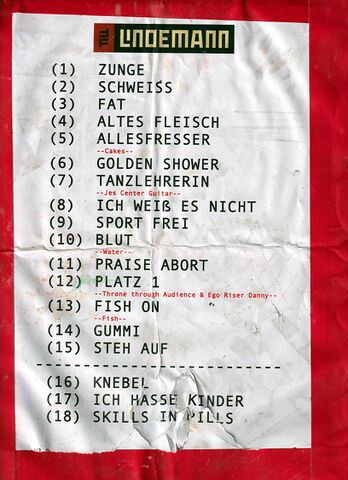 TILL LINDEMANN
(1) ZUNGE
(2) SCHWEISS
(3) FAT
(4) ALTES FLEISCH
(5) ALLESFRESSER
--Cakes--
(6) GOLDEN SHOWER
(7) TANZLEHRERIN
--Jes Center Guitar--
(8) ICH WEIß ES NICHT
(9) SPORT FREI
(10) BLUT
--Water--
(11) PRAISE ABORT
(12) PLATZ 1
--Throne through Audience & Ego Riser Danny--
(13) FISH ON
--Fish--
(14) GUMMI
(15) STEH AUF
(16) KNEBEL
(17) ICH HASSE KINDER
(18) SKILLS IN PILLS